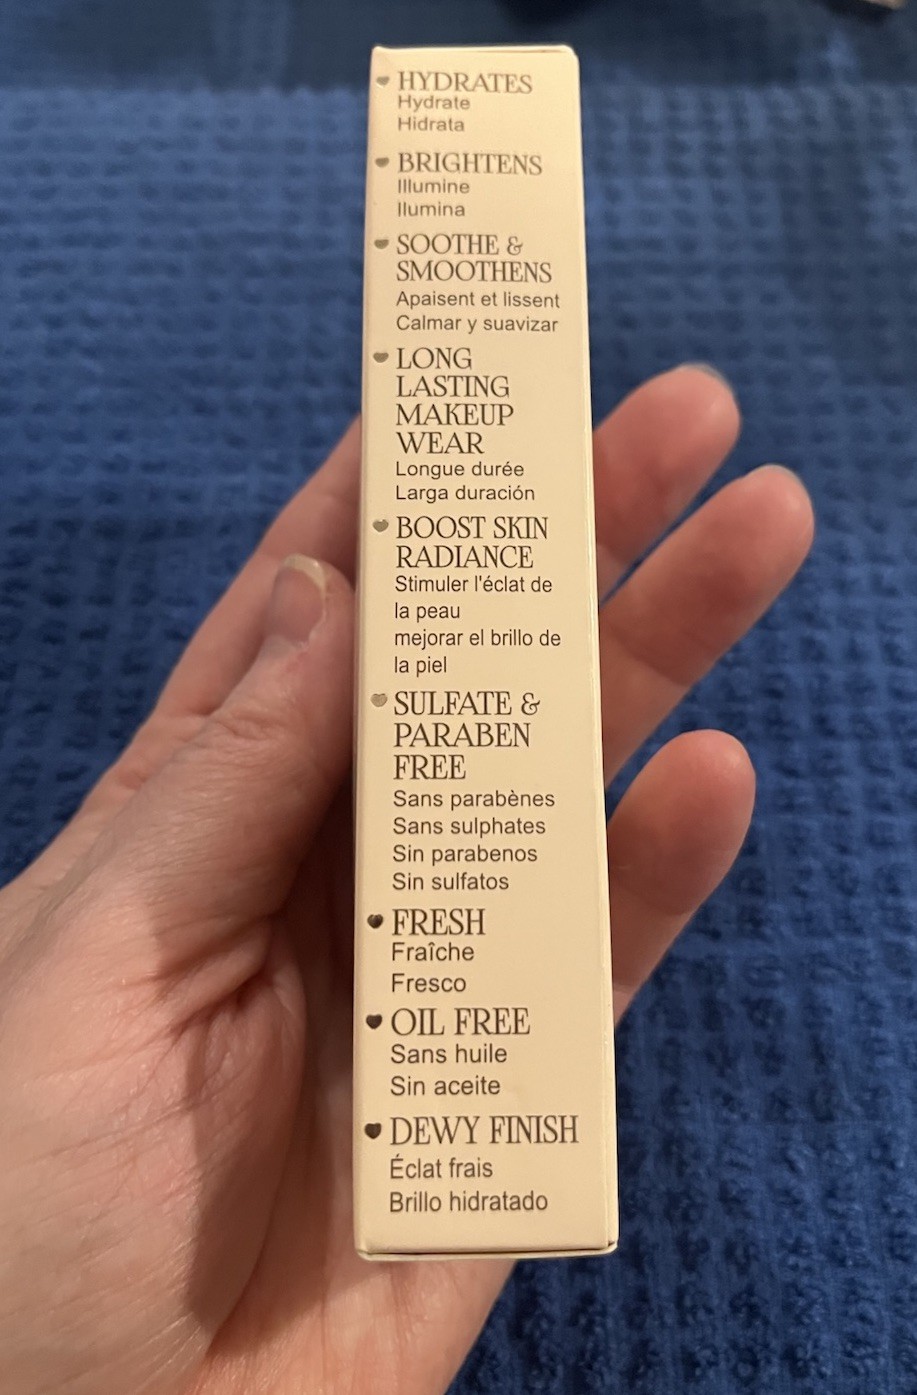 HYDRATES
Hydrate
Hidrata
BRIGHTENS
Illumine
Ilumina
SOOTHE &
SMOOTHENS
Apaisent et lissent
Calmar y suavizar
LONG
LASTING
MAKEUP
WEAR
Longue durée
Larga duración
BOOST SKIN
RADIANCE
Stimuler l'éclat de
la peau
mejorar el brillo de
la piel
SULFATE &
PARABEN
FREE
Sans parabènes
Sans sulphates
Sin parabenos
Sin sulfatos
FRESH
Fraîche
Fresco
OIL FREE
Sans huile
Sin aceite
DEWY FINISH
Éclat frais
Brillo hidratado